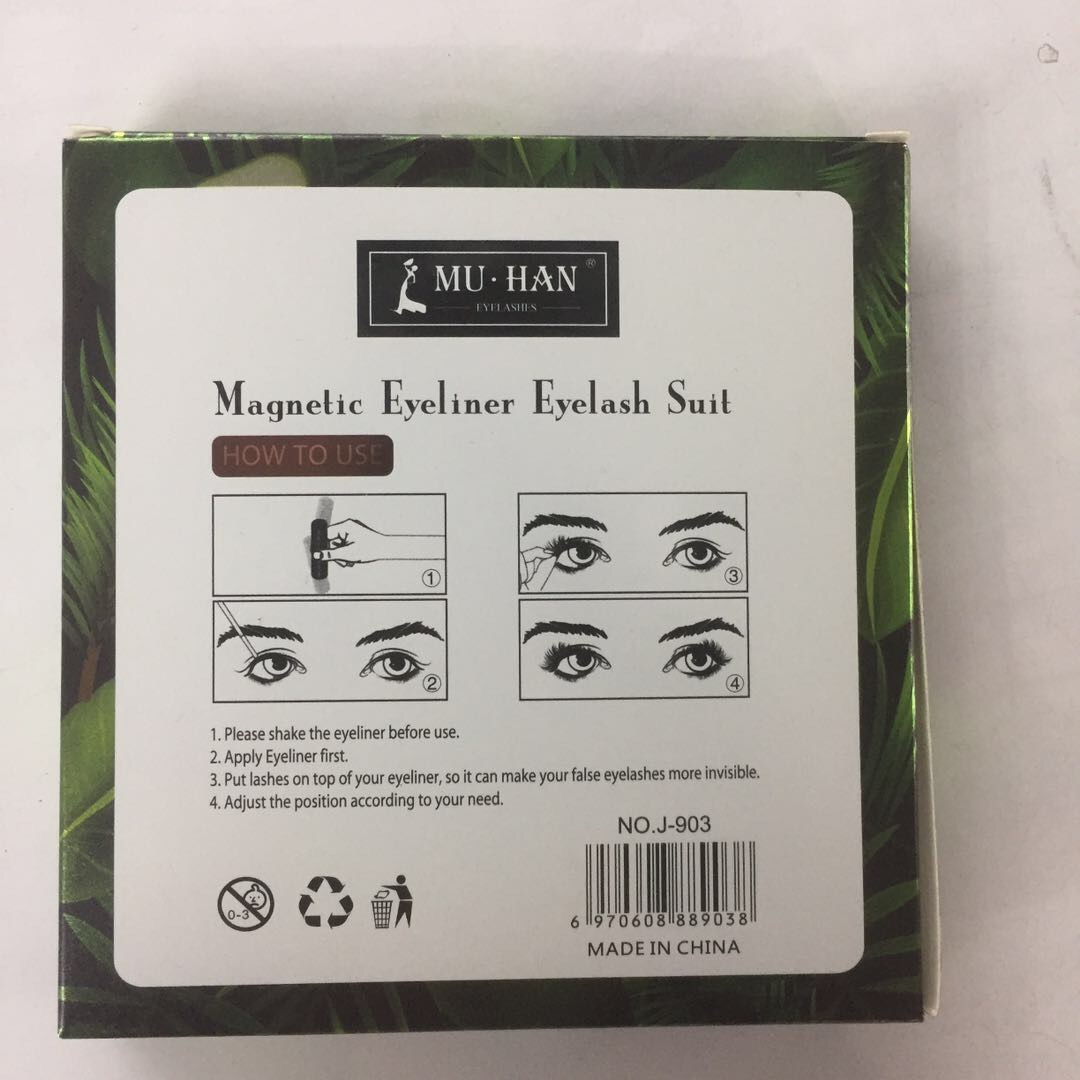 MU·HAN ®
EYELASHES
Magnetic Eyeliner Eyelash Suit
HOW TO USE
1
3
2
4
1. Please shake the eyeliner before use.
2. Apply Eyeliner first.
3. Put lashes on top of your eyeliner, so it can make your false eyelashes more invisible.
4. Adjust the position according to your need.
NO.J-903
0-3
6 970608 889038
MADE IN CHINA